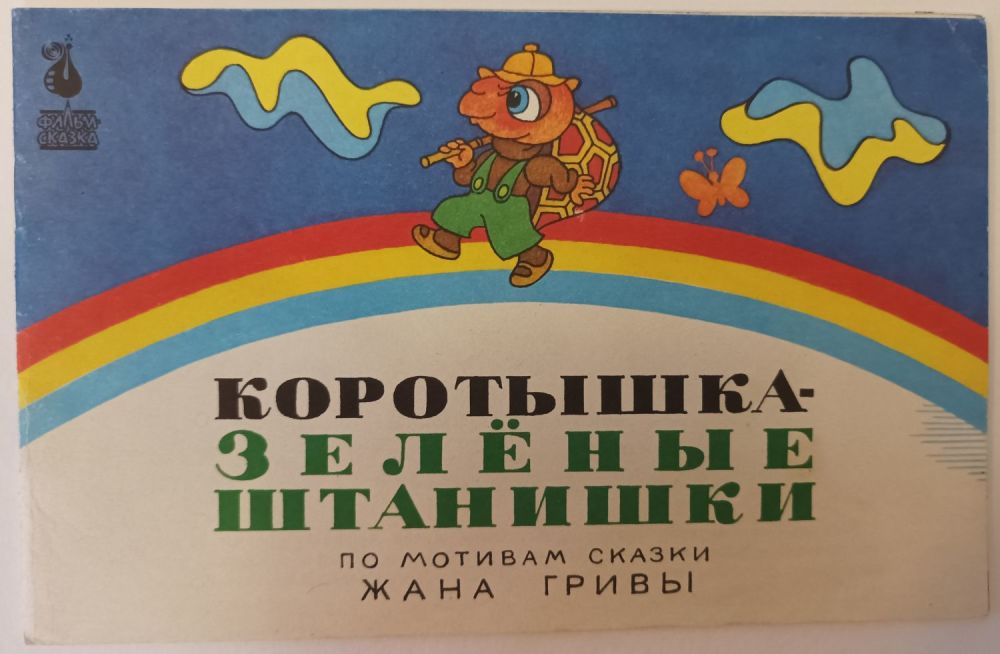 ФИЛЬМ-
СКАЗКА
КОРОТЫШКА-
ЗЕЛЁНЫЕ
ШТАНИШКИ
ПО МОТИВАМ СКАЗКИ
ЖАНА ГРИВЫ